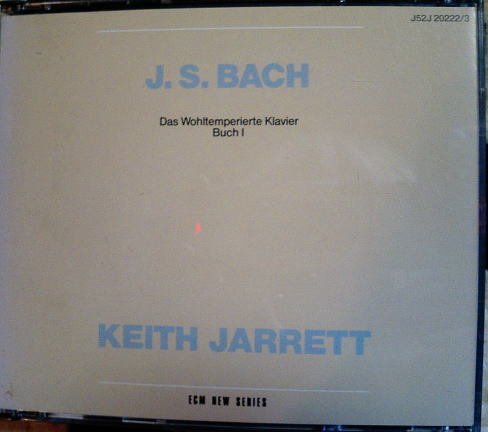 J52J 20222/3
J. S. BACH
Das Wohltemperierte Klavier
Buch I
KEITH JARRETT
ECM NEW SERIES